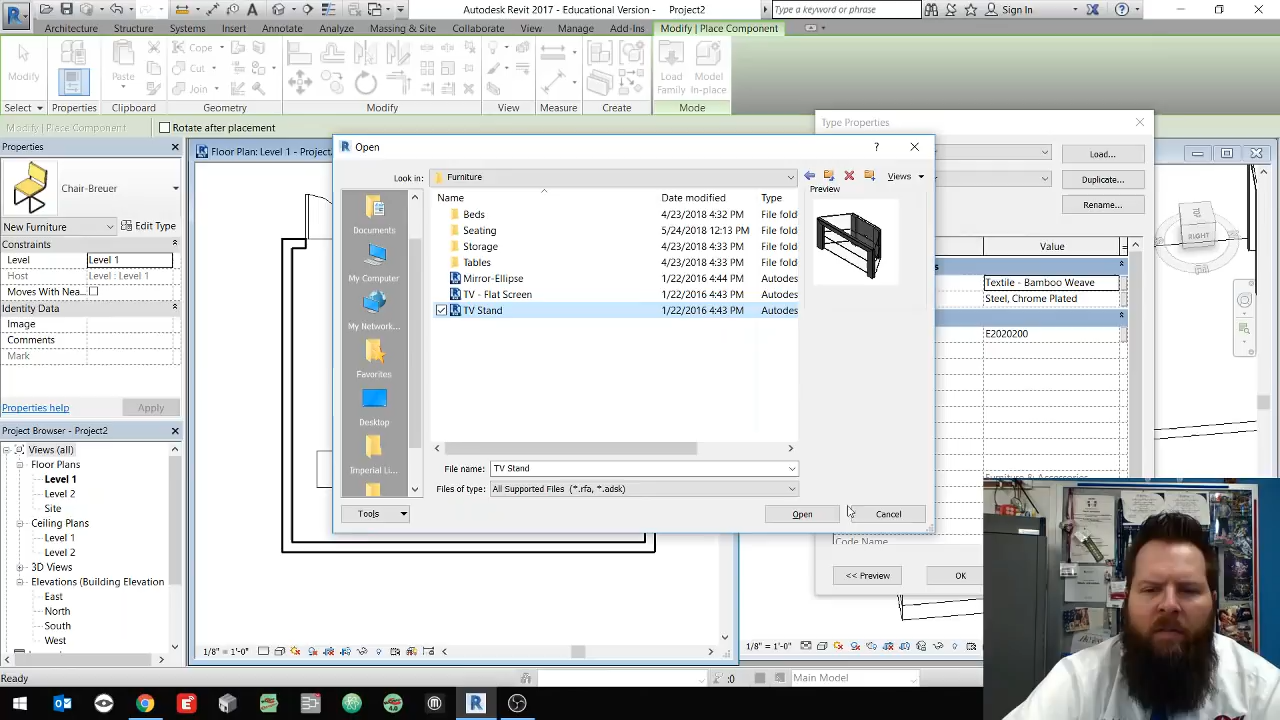 Autodesk Revit 2017 - Educational Version - Project2
Type a keyword or phrase
Sign In
Architecture Structure Systems Insert Annotate Analyze Massing & Site Collaborate View Manage Add-Ins Modify | Place Component
Modify
Paste
Cope
Cut
Join
Load Family
Model In-place
Select Properties Clipboard Geometry Modify View Measure Create Mode
Modify | Place Component
Rotate after placement
Properties
Chair-Breuer
New Furniture
Edit Type
Constraints
Level Level 1
Host Level : Level 1
Moves With Nea...
Identity Data
Image
Comments
Mark
Properties help
Apply
Project Browser - Project2
Views (all)
Floor Plans
Level 1
Level 2
Site
Ceiling Plans
Level 1
Level 2
3D Views
Elevations (Building Elevation
East
North
South
West
Floor Plan: Level 1 - Project.
Open
Look in: Furniture
Views
Documents
My Computer
My Network...
Favorites
Desktop
Imperial Li...
Name Date modified Type
Beds 4/23/2018 4:32 PM File fold
Seating 5/24/2018 12:13 PM File fold
Storage 4/23/2018 4:33 PM File fold
Tables 4/23/2018 4:33 PM File fold
Mirror-Ellipse 1/22/2016 4:44 PM Autodes
TV - Flat Screen 1/22/2016 4:43 PM Autodes
TV Stand 1/22/2016 4:43 PM Autodes
Preview
File name: TV Stand
Files of type: All Supported Files (*.rfa, *.adsk)
Tools
Open
Cancel
Type Properties
Load...
Duplicate...
Rename...
Value
Textile - Bamboo Weave
Steel, Chrome Plated
E2020200
Code Name
<< Preview
OK
RIGHT
1/8" = 1'-0"
1/8" = 1'-0"
:0
Main Model